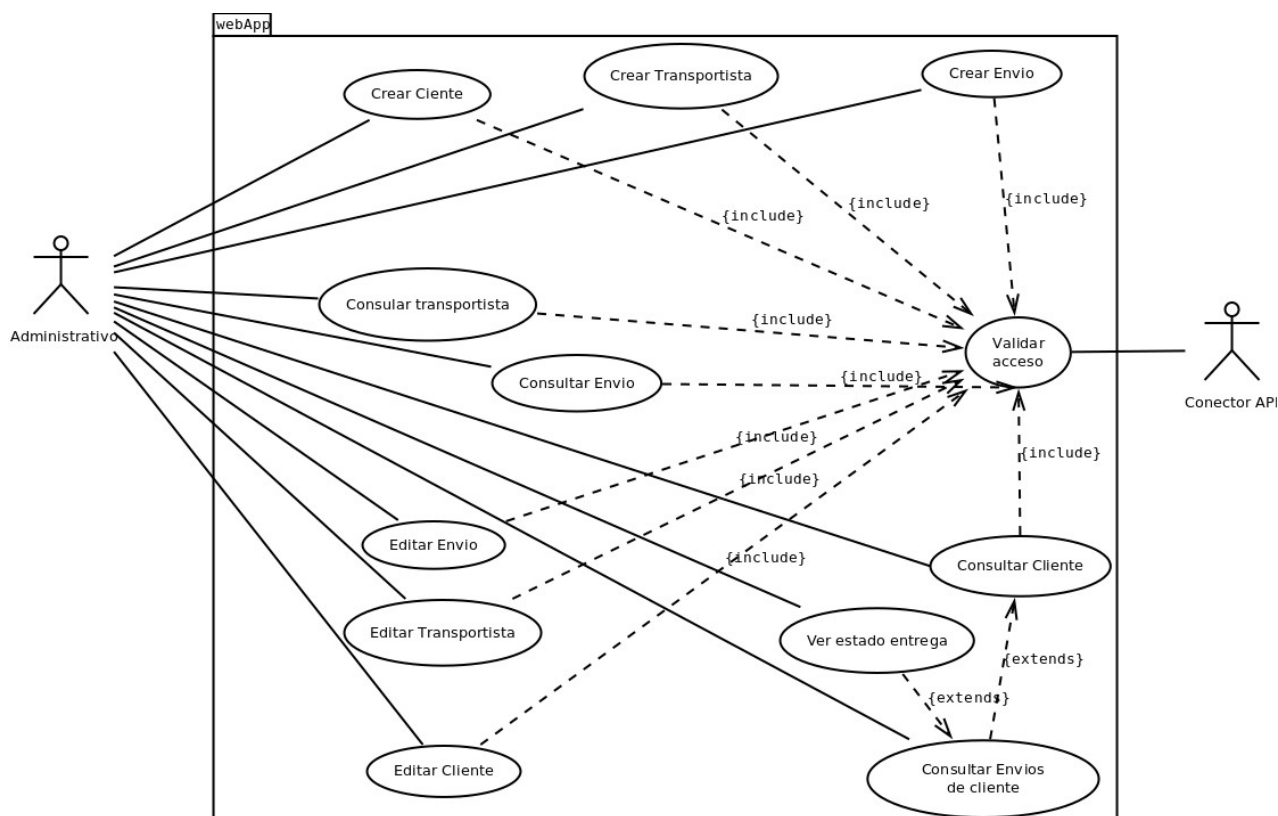 webApp
Crear Ciente
Crear Transportista
Crear Envio
{include}
{include}
{include}
Administrativo
Consular transportista
{include}
Validar
acceso
Conector API
Consultar Envio
{include}
{include}
{include}
{include}
{include}
Editar Envio
Consultar Cliente
Editar Transportista
Ver estado entrega
{extends}
{extends}
Editar Cliente
Consultar Envios
de cliente